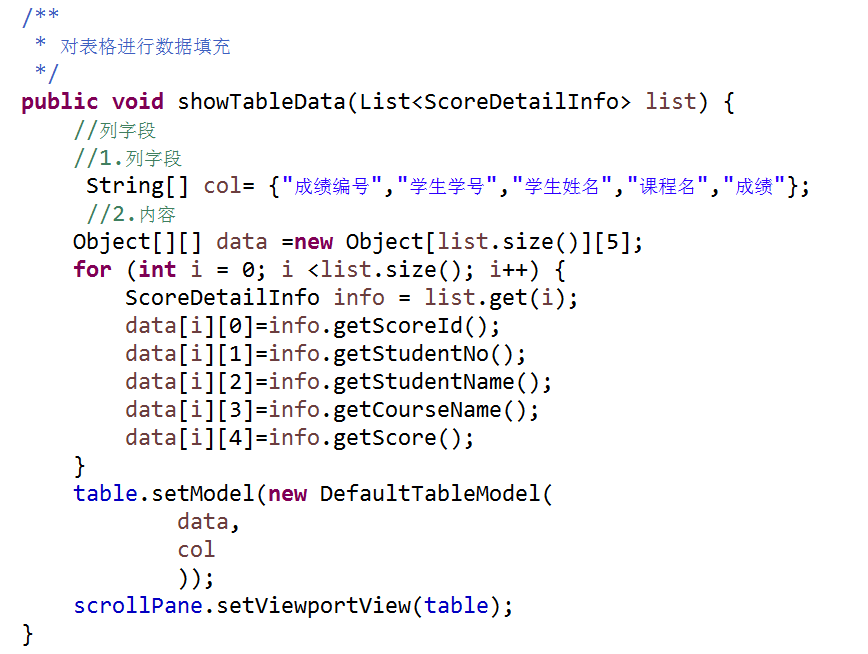 /**
 * 对表格进行数据填充
 */
public void showTableData(List<ScoreDetailInfo> list) {
    //列字段
    //1.列字段
     String[] col= {"成绩编号","学生学号","学生姓名","课程名","成绩"};
     //2.内容
    Object[][] data =new Object[list.size()][5];
    for (int i = 0; i <list.size(); i++) {
        ScoreDetailInfo info = list.get(i);
        data[i][0]=info.getScoreId();
        data[i][1]=info.getStudentNo();
        data[i][2]=info.getStudentName();
        data[i][3]=info.getCourseName();
        data[i][4]=info.getScore();
    }
    table.setModel(new DefaultTableModel(
            data,
            col
            ));
    scrollPane.setViewportView(table);
}